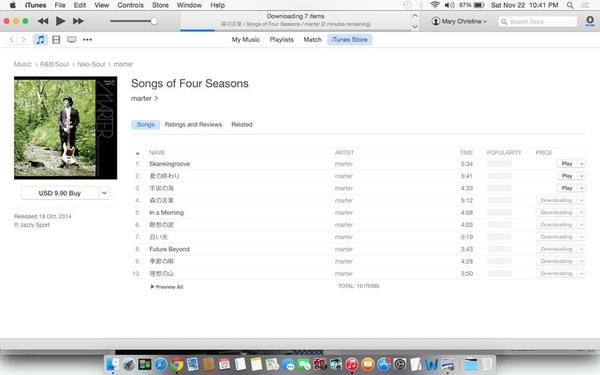 iTunes File Edit View Controls Store Window Help
87% Sat Nov 22 10:41 PM
Downloading 7 items
森の言葉 / Songs of Four Seasons / marter (2 minutes remaining)
Mary Christine
Search Store
My Music Playlists Match iTunes Store
Music > R&B/Soul > Neo-Soul > marter
MARTER
Songs of Four Seasons
marter >
Songs Ratings and Reviews Related
NAME ARTIST TIME POPULARITY PRICE
1. Skankingroove marter 5:34 Play
2. 夏の終わり marter 5:41 Play
3. 宇宙の海 marter 4:33 Play
4. 森の言葉 marter 5:12 Downloading
5. In a Morning marter 4:08 Downloading
6. 瞑想の波 marter 4:03 Downloading
7. 白い光 marter 5:19 Downloading
8. Future Beyond marter 3:43 Downloading
9. 季節の唄 marter 4:28 Downloading
10. 理想の山 marter 3:50 Downloading
Preview All TOTAL: 10 ITEMS
USD 9.90 Buy
Released 18 Oct, 2014
℗ Jazzy Sport